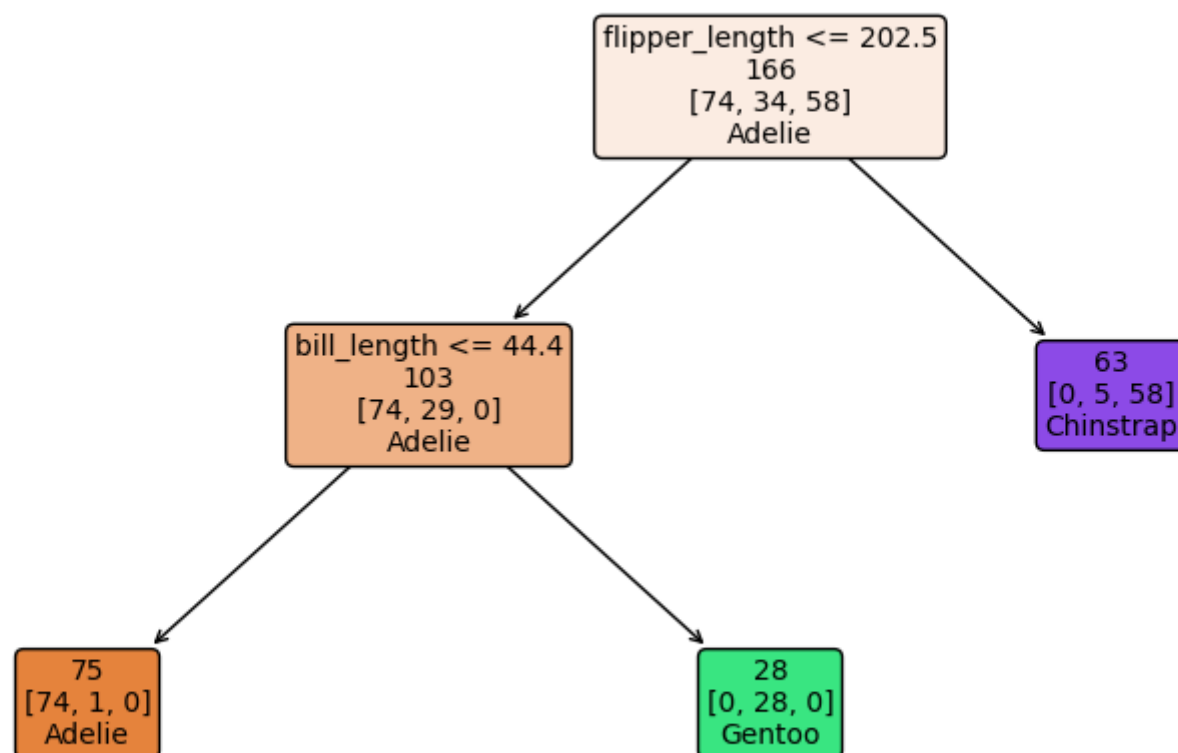 flipper_length <= 202.5
166
[74, 34, 58]
Adelie
bill_length <= 44.4
103
[74, 29, 0]
Adelie
63
[0, 5, 58]
Chinstrap
75
[74, 1, 0]
Adelie
28
[0, 28, 0]
Gentoo